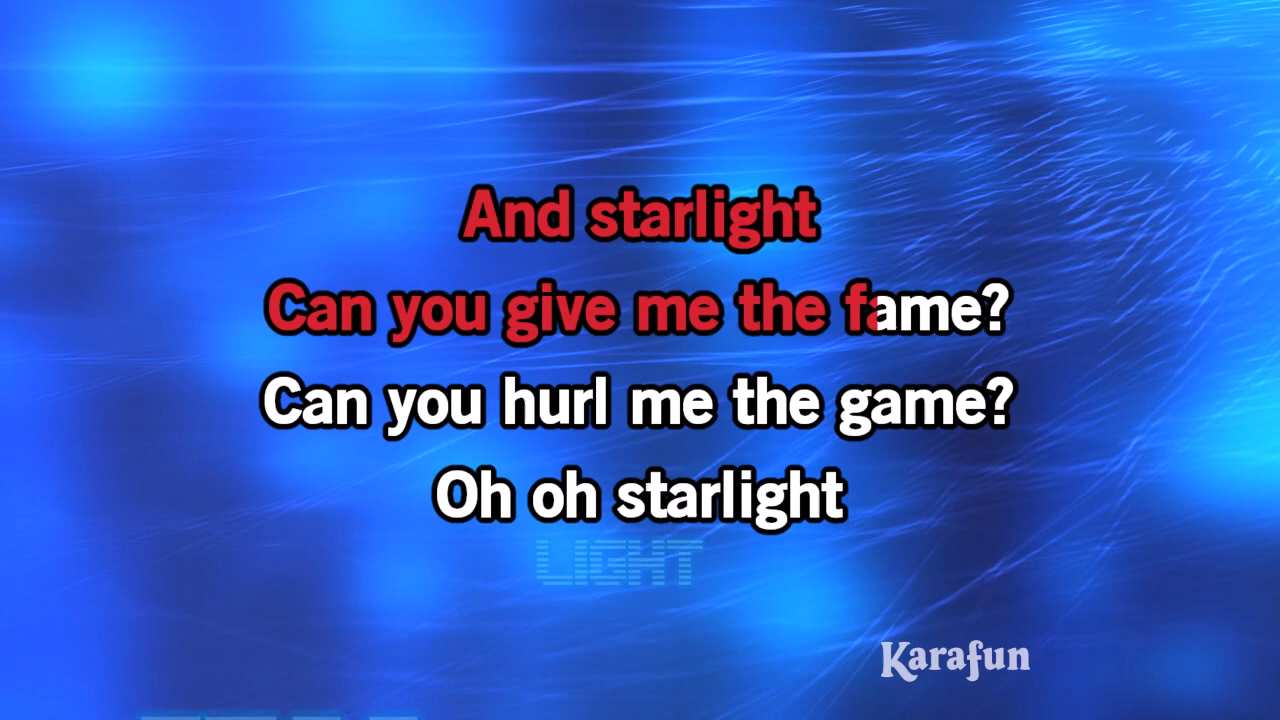 And starlight
Can you give me the fame?
Can you hurl me the game?
Oh oh starlight
LIGHT
Karafun